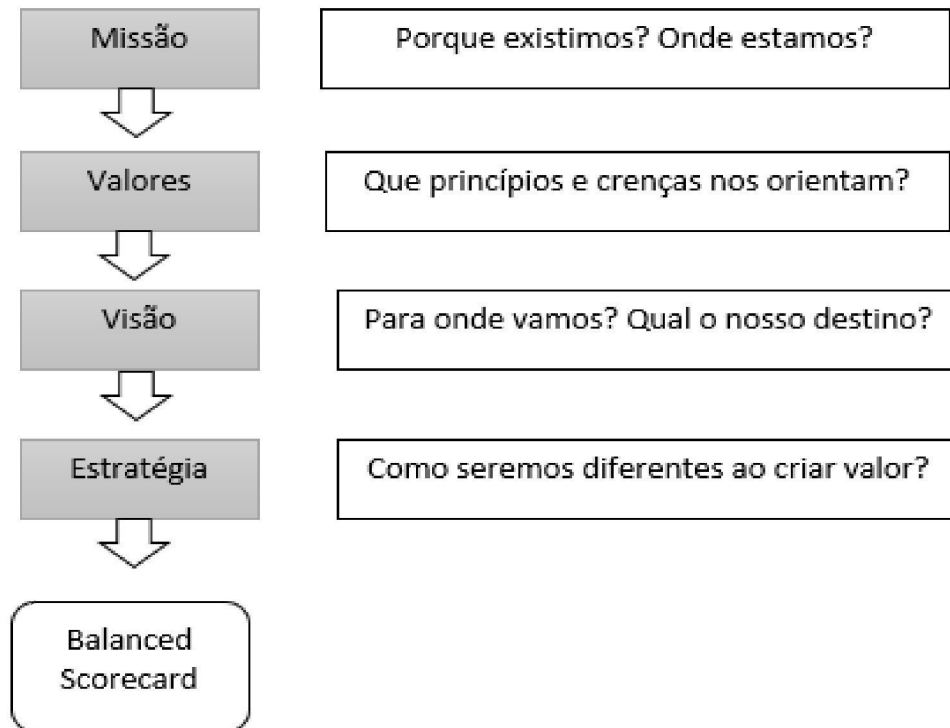 Missão
Porque existimos? Onde estamos?
Valores
Que princípios e crenças nos orientam?
Visão
Para onde vamos? Qual o nosso destino?
Estratégia
Como seremos diferentes ao criar valor?
Balanced
Scorecard